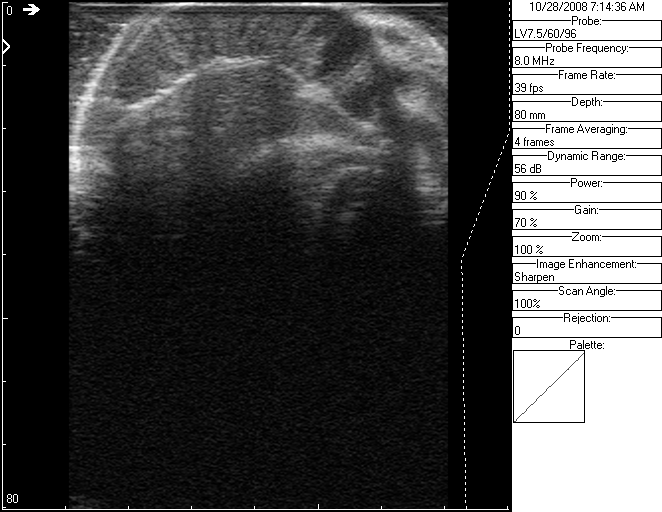 0
80
10/28/2008 7:14:36 AM
Probe:
LV7.5/60/96
Probe Frequency:
8.0 MHz
Frame Rate:
39 fps
Depth:
80 mm
Frame Averaging:
4 frames
Dynamic Range:
56 dB
Power:
90 %
Gain:
70 %
Zoom:
100 %
Image Enhancement:
Sharpen
Scan Angle:
100%
Rejection:
0
Palette: